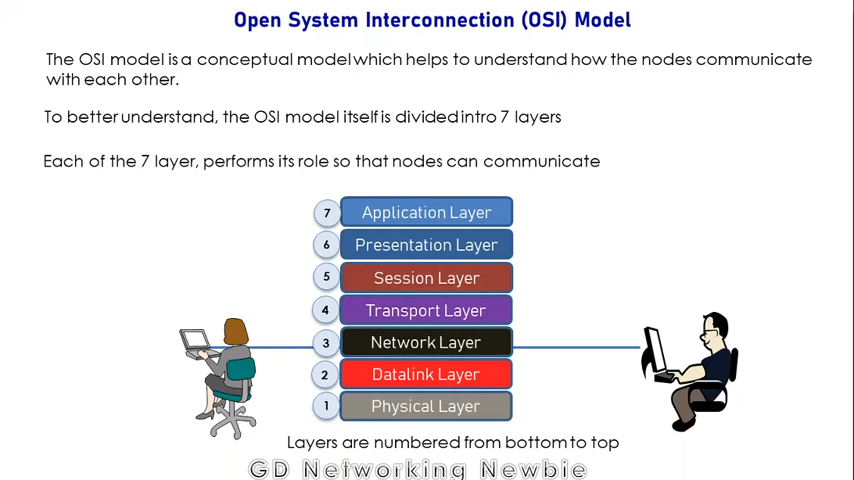 Open System Interconnection (OSI) Model
The OSI model is a conceptual model which helps to understand how the nodes communicate
with each other.
To better understand, the OSI model itself is divided intro 7 layers
Each of the 7 layer, performs its role so that nodes can communicate
7 Application Layer
6 Presentation Layer
5 Session Layer
4 Transport Layer
3 Network Layer
2 Datalink Layer
1 Physical Layer
Layers are numbered from bottom to top
GD Networking Newbie